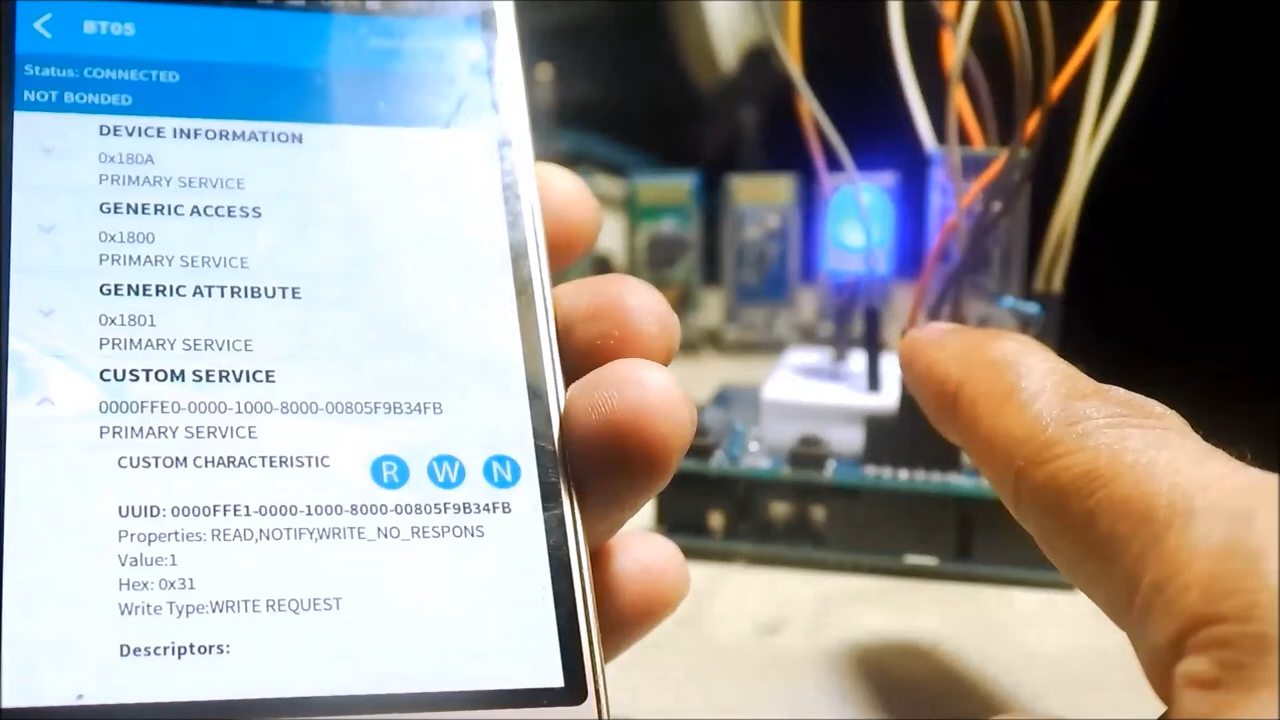 BT05
Status: CONNECTED
NOT BONDED
DEVICE INFORMATION
0x180A
PRIMARY SERVICE
GENERIC ACCESS
0x1800
PRIMARY SERVICE
GENERIC ATTRIBUTE
0x1801
PRIMARY SERVICE
CUSTOM SERVICE
0000FFE0-0000-1000-8000-00805F9B34FB
PRIMARY SERVICE
CUSTOM CHARACTERISTIC R W N
UUID: 0000FFE1-0000-1000-8000-00805F9B34FB
Properties: READ,NOTIFY,WRITE_NO_RESPONS
Value:1
Hex: 0x31
Write Type:WRITE REQUEST
Descriptors: